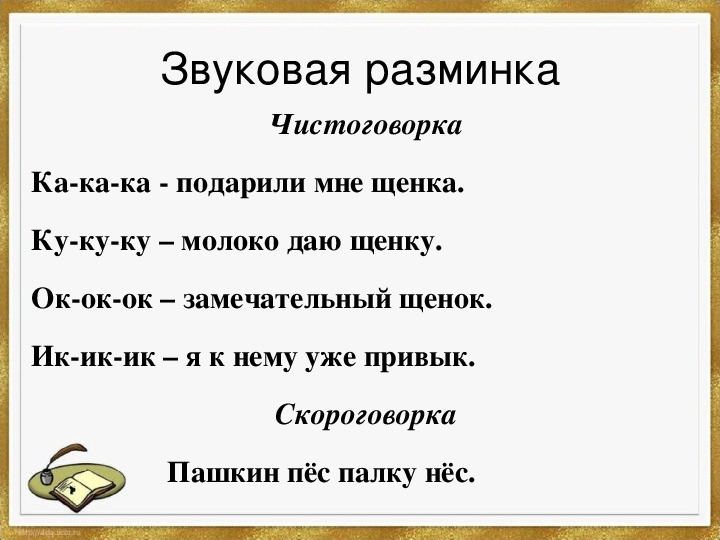 Звуковая разминка
Чистоговорка
Ка-ка-ка - подарили мне щенка.
Ку-ку-ку – молоко даю щенку.
Ок-ок-ок – замечательный щенок.
Ик-ик-ик – я к нему уже привык.
Скороговорка
Пашкин пёс палку нёс.